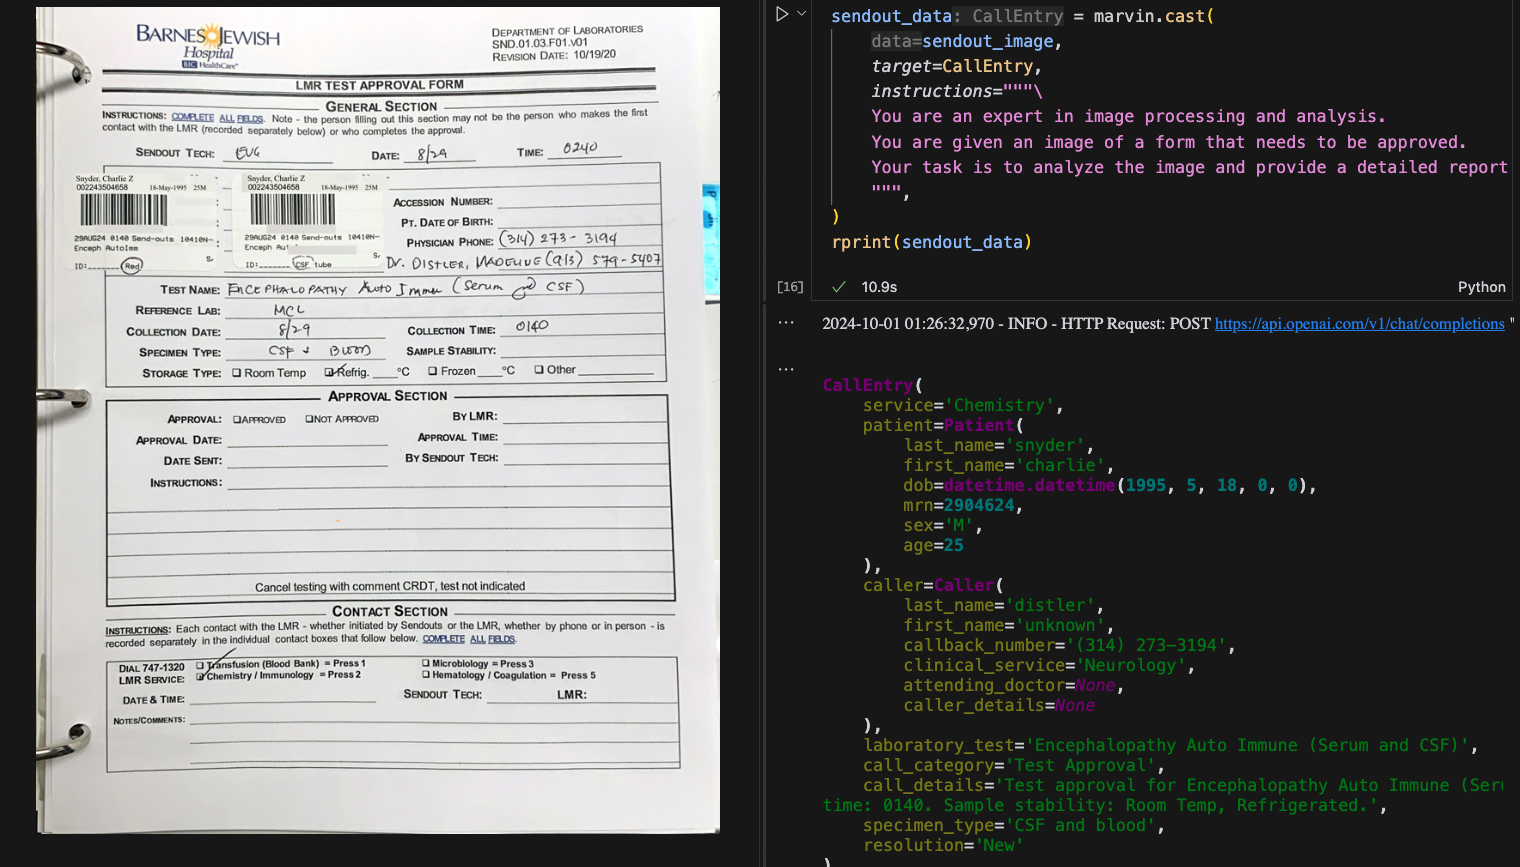 BARNES JEWISH
Hospital
BJC HealthCare™
DEPARTMENT OF LABORATORIES
SND.01.03.F01.V01
REVISION DATE: 10/19/20
LMR TEST APPROVAL FORM
GENERAL SECTION
INSTRUCTIONS: COMPLETE ALL FIELDS. Note - the person filling out this section may not be the person who makes the first
contact with the LMR (recorded separately below) or who completes the approval.
SENDOUT TECH: DATE: 8/29 TIME: 0240
Snyder, Charlie Z
002243504658 18-May-1995 25M
29AUG24 0140 Send-outs 10410N-
Enceph AutoImm
ID: Red
Snyder, Charlie Z
002243504658 18-May-1995 25M
29AUG24 0140 Send-outs 10410N-
Enceph Aut
ID: CSF tube
ACCESSION NUMBER:
PT. DATE OF BIRTH:
PHYSICIAN PHONE: (314) 273-3194
DR. DISTLER, MADELINE (913) 579-5407
TEST NAME: ENCEPHALOPATHY Auto Immun (Serum and CSF)
REFERENCE LAB: MCL
COLLECTION DATE: 8/29 COLLECTION TIME: 0140
SPECIMEN TYPE: CSF + BLOOD SAMPLE STABILITY:
STORAGE TYPE: Room Temp Refrig. °C Frozen °C Other
APPROVAL SECTION
APPROVAL: APPROVED NOT APPROVED BY LMR:
APPROVAL DATE: APPROVAL TIME:
DATE SENT: BY SENDOUT TECH:
INSTRUCTIONS:
Cancel testing with comment CRDT, test not indicated
CONTACT SECTION
INSTRUCTIONS: Each contact with the LMR - whether initiated by Sendouts or the LMR, whether by phone or in person - is
recorded separately in the individual contact boxes that follow below. COMPLETE ALL FIELDS.
DIAL 747-1320 Transfusion (Blood Bank) = Press 1 Microbiology = Press 3
LMR SERVICE: Chemistry / Immunology = Press 2 Hematology / Coagulation = Press 5
DATE & TIME: SENDOUT TECH: LMR:
NOTES/COMMENTS:
sendout_data: CallEntry = marvin.cast(
data=sendout_image,
target=CallEntry,
instructions="""\
You are an expert in image processing and analysis.
You are given an image of a form that needs to be approved.
Your task is to analyze the image and provide a detailed report
""",
)
rprint(sendout_data)
[16] ✓ 10.9s Python
... 2024-10-01 01:26:32,970 - INFO - HTTP Request: POST https://api.openai.com/v1/chat/completions "
...
CallEntry(
service='Chemistry',
patient=Patient(
last_name='snyder',
first_name='charlie',
dob=datetime.datetime(1995, 5, 18, 0, 0),
mrn=2904624,
sex='M',
age=25
),
caller=Caller(
last_name='distler',
first_name='unknown',
callback_number='(314) 273-3194',
clinical_service='Neurology',
attending_doctor=None,
caller_details=None
),
laboratory_test='Encephalopathy Auto Immune (Serum and CSF)',
call_category='Test Approval',
call_details='Test approval for Encephalopathy Auto Immune (Seru
time: 0140. Sample stability: Room Temp, Refrigerated.',
specimen_type='CSF and blood',
resolution='New'
)